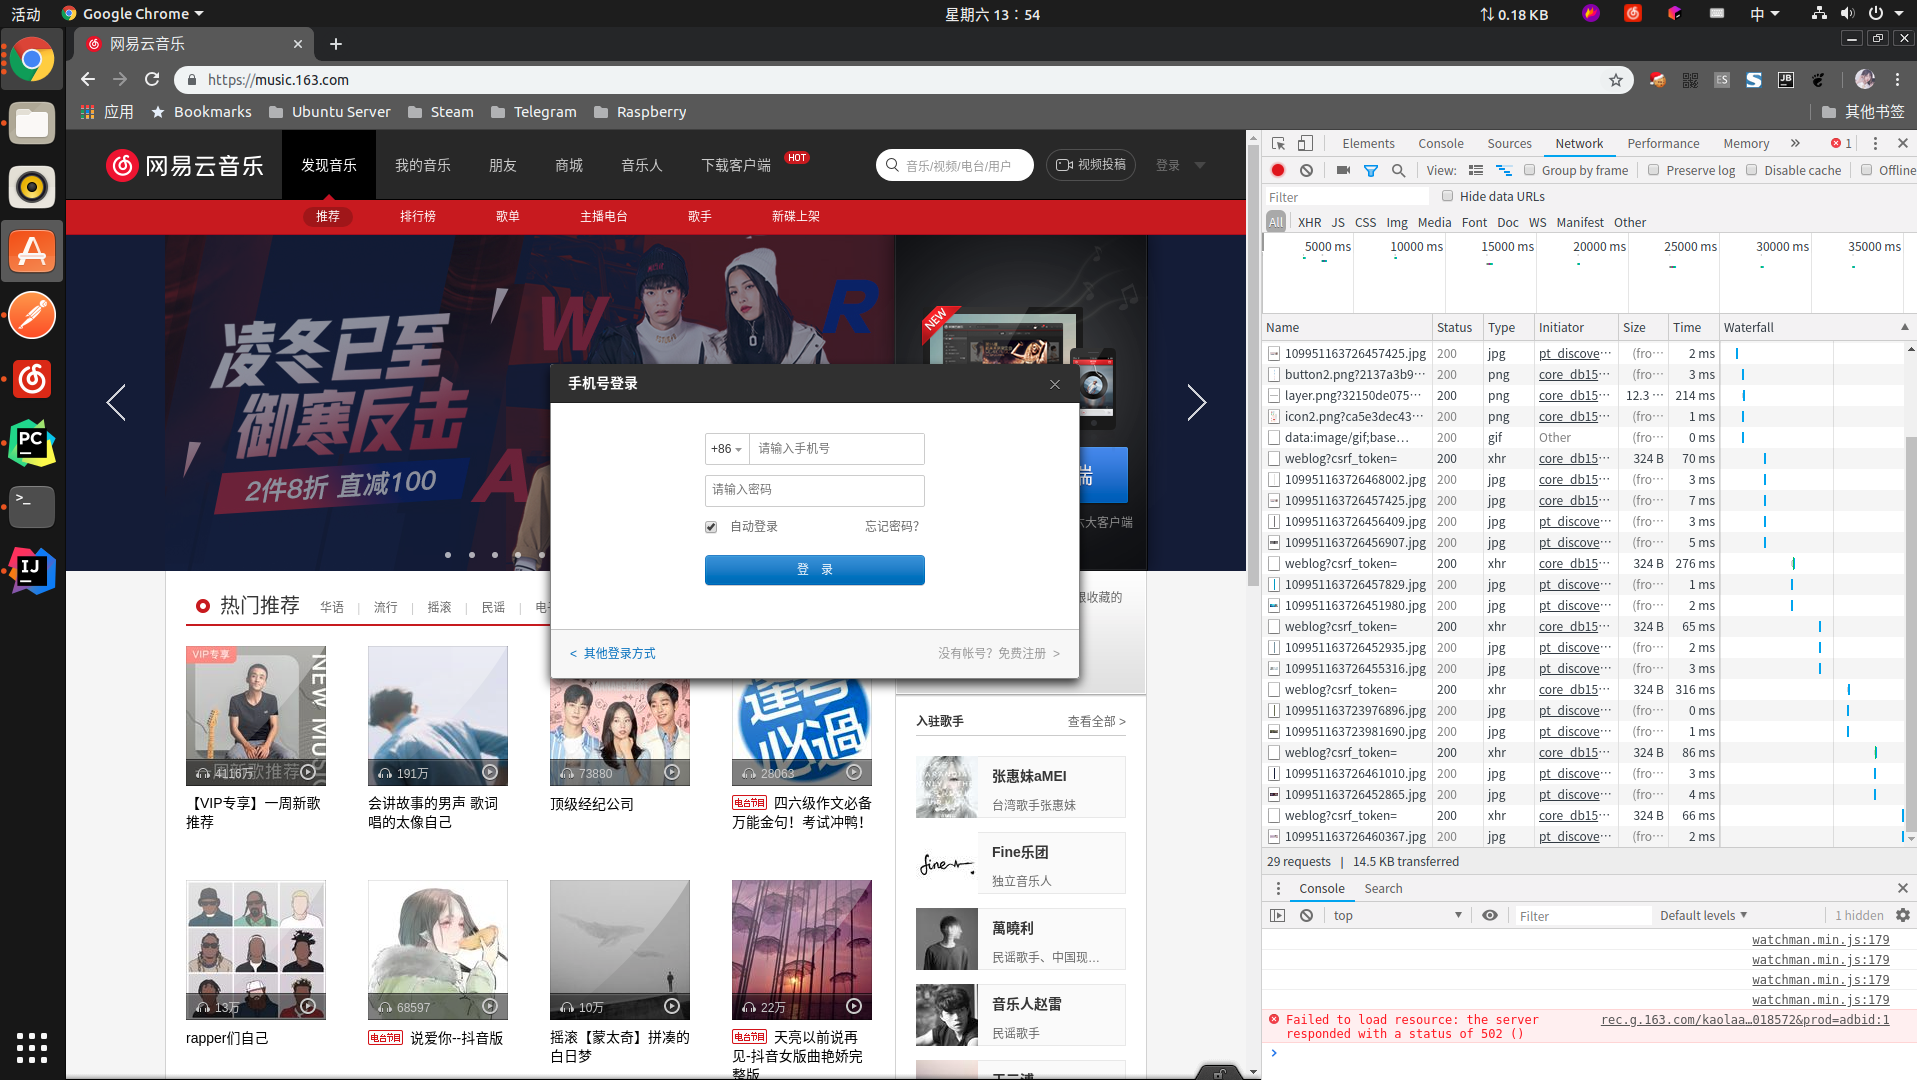 活动 Google Chrome 星期六 13：54 0.18 KB 中
网易云音乐
https://music.163.com
应用 Bookmarks Ubuntu Server Steam Telegram Raspberry 其他书签
网易云音乐 发现音乐 我的音乐 朋友 商城 音乐人 下载客户端 HOT 音乐/视频/电台/用户 视频投稿 登录
推荐 排行榜 歌单 主播电台 歌手 新碟上架
凌冬已至
御寒反击
2件8折 直减100
W
R
A
NEW
端
六大客户端
手机号登录
+86 请输入手机号
请输入密码
自动登录 忘记密码?
登 录
< 其他登录方式 没有帐号? 免费注册 >
热门推荐 华语 | 流行 | 摇滚 | 民谣 |
VIP专享
NEW MUSIC
一周新歌推荐
4116万
191万
73880
28063
【VIP专享】一周新歌
推荐
会讲故事的男声 歌词
唱的太像自己
顶级经纪公司
电台节目 四六级作文必备
万能金句！考试冲鸭！
13万
68597
10万
22万
rapper们自己
电台节目 说爱你--抖音版
摇滚【蒙太奇】拼凑的
白日梦
电台节目 天亮以前说再
见-抖音女版曲艳娇完
整版
收藏的
入驻歌手 查看全部 >
张惠妹aMEI
台湾歌手张惠妹
fine
Fine乐团
独立音乐人
萬曉利
民谣歌手、中国现…
音乐人赵雷
民谣歌手
王三溥
Elements Console Sources Network Performance Memory » 1
View: Group by frame Preserve log Disable cache Offline
Filter Hide data URLs
All XHR JS CSS Img Media Font Doc WS Manifest Other
5000 ms 10000 ms 15000 ms 20000 ms 25000 ms 30000 ms 35000 ms
Name Status Type Initiator Size Time Waterfall
109951163726457425.jpg 200 jpg pt_discove… (fro… 2 ms
button2.png?2137a3b9… 200 png core_db15… (fro… 3 ms
layer.png?32150de075… 200 png core_db15… 12.3 … 214 ms
icon2.png?ca5e3dec43… 200 png core_db15… (fro… 1 ms
data:image/gif;base… 200 gif Other (fro… 0 ms
weblog?csrf_token= 200 xhr core_db15… 324 B 70 ms
109951163726468002.jpg 200 jpg pt_discove… (fro… 3 ms
109951163726457425.jpg 200 jpg pt_discove… (fro… 7 ms
109951163726456409.jpg 200 jpg pt_discove… (fro… 3 ms
109951163726456907.jpg 200 jpg pt_discove… (fro… 5 ms
weblog?csrf_token= 200 xhr core_db15… 324 B 276 ms
109951163726457829.jpg 200 jpg pt_discove… (fro… 1 ms
109951163726451980.jpg 200 jpg pt_discove… (fro… 2 ms
weblog?csrf_token= 200 xhr core_db15… 324 B 65 ms
109951163726452935.jpg 200 jpg pt_discove… (fro… 2 ms
109951163726455316.jpg 200 jpg pt_discove… (fro… 3 ms
weblog?csrf_token= 200 xhr core_db15… 324 B 316 ms
109951163723976896.jpg 200 jpg pt_discove… (fro… 0 ms
109951163723981690.jpg 200 jpg pt_discove… (fro… 1 ms
weblog?csrf_token= 200 xhr core_db15… 324 B 86 ms
109951163726461010.jpg 200 jpg pt_discove… (fro… 3 ms
109951163726452865.jpg 200 jpg pt_discove… (fro… 4 ms
weblog?csrf_token= 200 xhr core_db15… 324 B 66 ms
109951163726460367.jpg 200 jpg pt_discove… (fro… 2 ms
29 requests | 14.5 KB transferred
Console Search
top Filter Default levels 1 hidden
watchman.min.js:179
watchman.min.js:179
watchman.min.js:179
watchman.min.js:179
Failed to load resource: the server rec.g.163.com/kaolaa…018572&prod=adbid:1
responded with a status of 502 ()